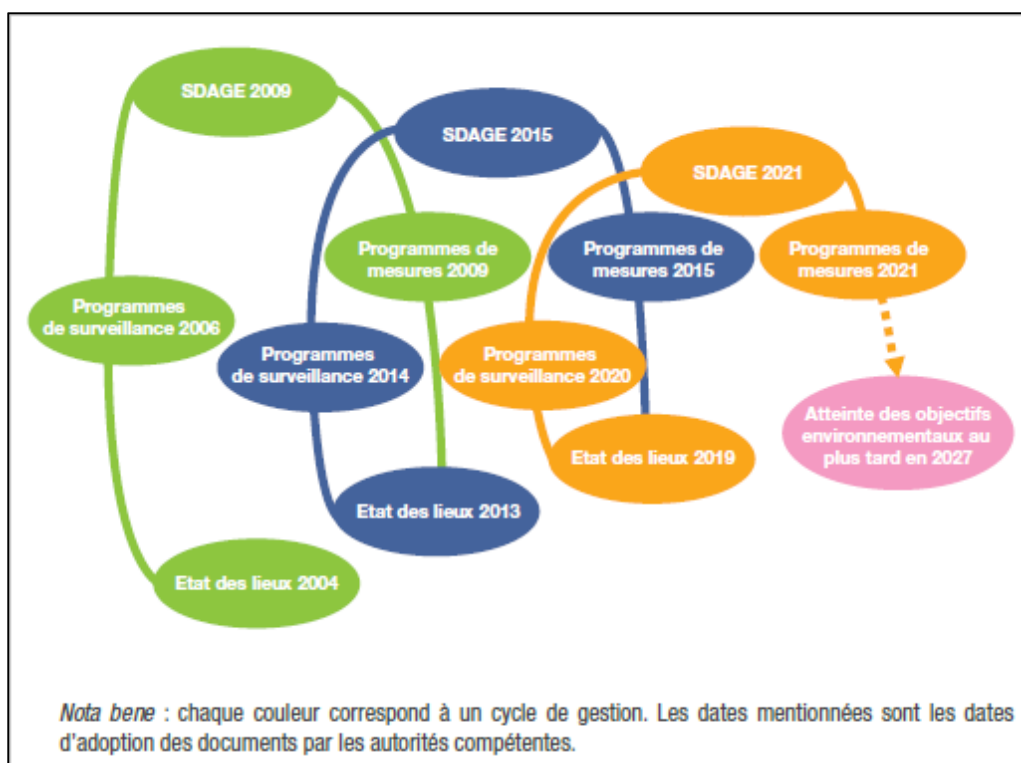 SDAGE 2009
SDAGE 2015
SDAGE 2021
Programmes de
mesures 2009
Programmes de
mesures 2015
Programmes de
mesures 2021
Programmes
de surveillance 2006
Programmes
de surveillance 2014
Programmes
de surveillance 2020
Atteinte des objectifs
environnementaux au
plus tard en 2027
Etat des lieux 2019
Etat des lieux 2013
Etat des lieux 2004
Nota bene : chaque couleur correspond à un cycle de gestion. Les dates mentionnées sont les dates
d'adoption des documents par les autorités compétentes.